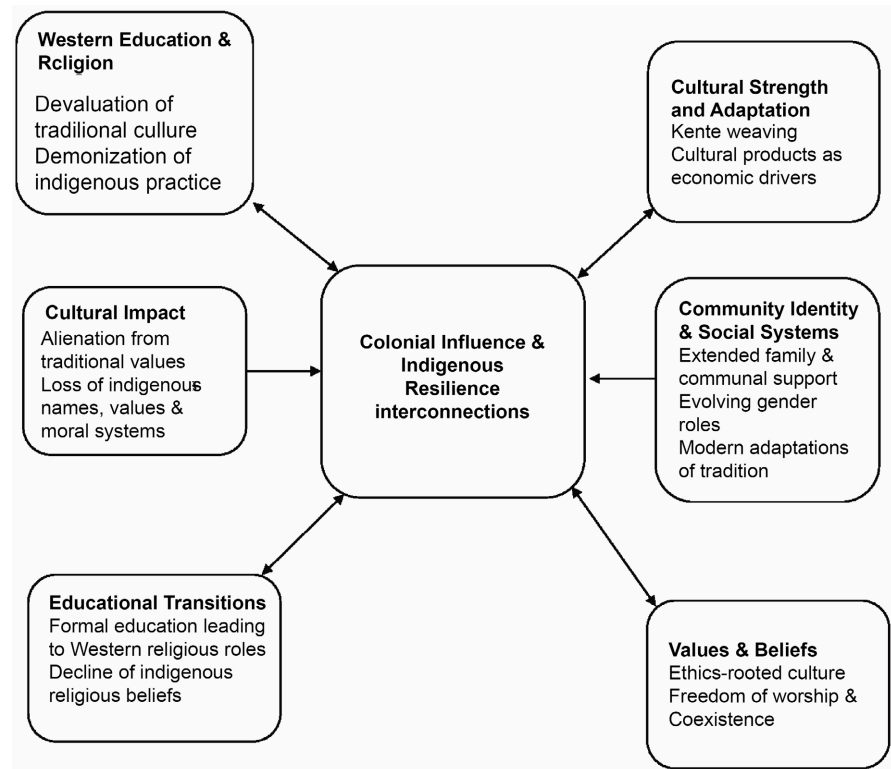 Western Education &
Rcligion
Devaluation of
tradilional cullure
Demonization of
indigenous practice
Cultural Strength
and Adaptation
Kente weaving
Cultural products as
economic drivers
Cultural Impact
Alienation from
traditional values
Loss of indigenous
names, values &
moral systems
Colonial Influence &
Indigenous
Resilience
interconnections
Community Identity
& Social Systems
Extended family &
communal support
Evolving gender
roles
Modern adaptations
of tradition
Educational Transitions
Formal education leading
to Western religious roles
Decline of indigenous
religious beliefs
Values & Beliefs
Ethics-rooted culture
Freedom of worship &
Coexistence